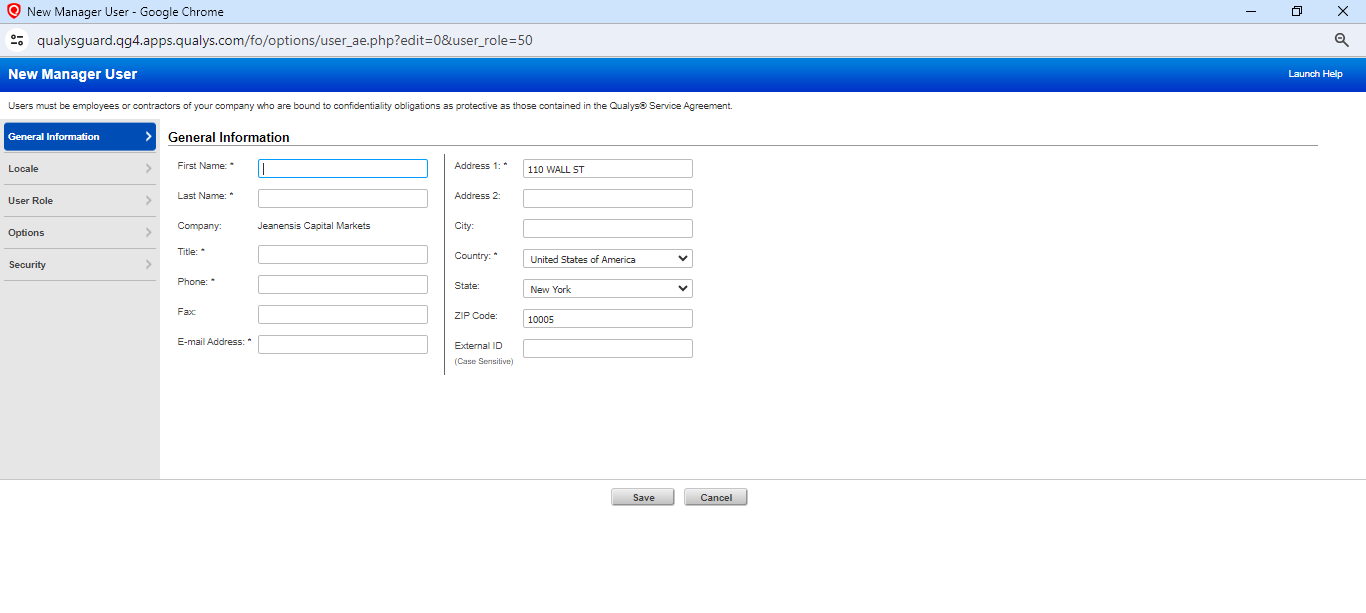 New Manager User - Google Chrome
qualysguard.qg4.apps.qualys.com/fo/options/user_ae.php?edit=0&user_role=50
New Manager User
Launch Help
Users must be employees or contractors of your company who are bound to confidentiality obligations as protective as those contained in the Qualys® Service Agreement.
General Information
Locale
User Role
Options
Security
General Information
First Name: *
Last Name: *
Company: Jeanensis Capital Markets
Title: *
Phone: *
Fax:
E-mail Address: *
Address 1: * 110 WALL ST
Address 2:
City:
Country: * United States of America
State: New York
ZIP Code: 10005
External ID
(Case Sensitive)
Save Cancel